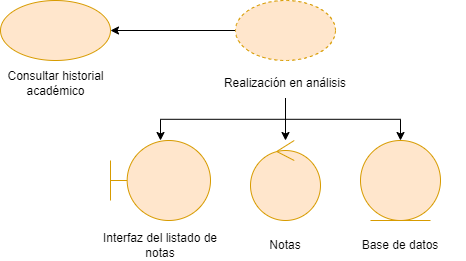 Consultar historial
académico
Realización en análisis
Interfaz del listado de
notas
Notas
Base de datos